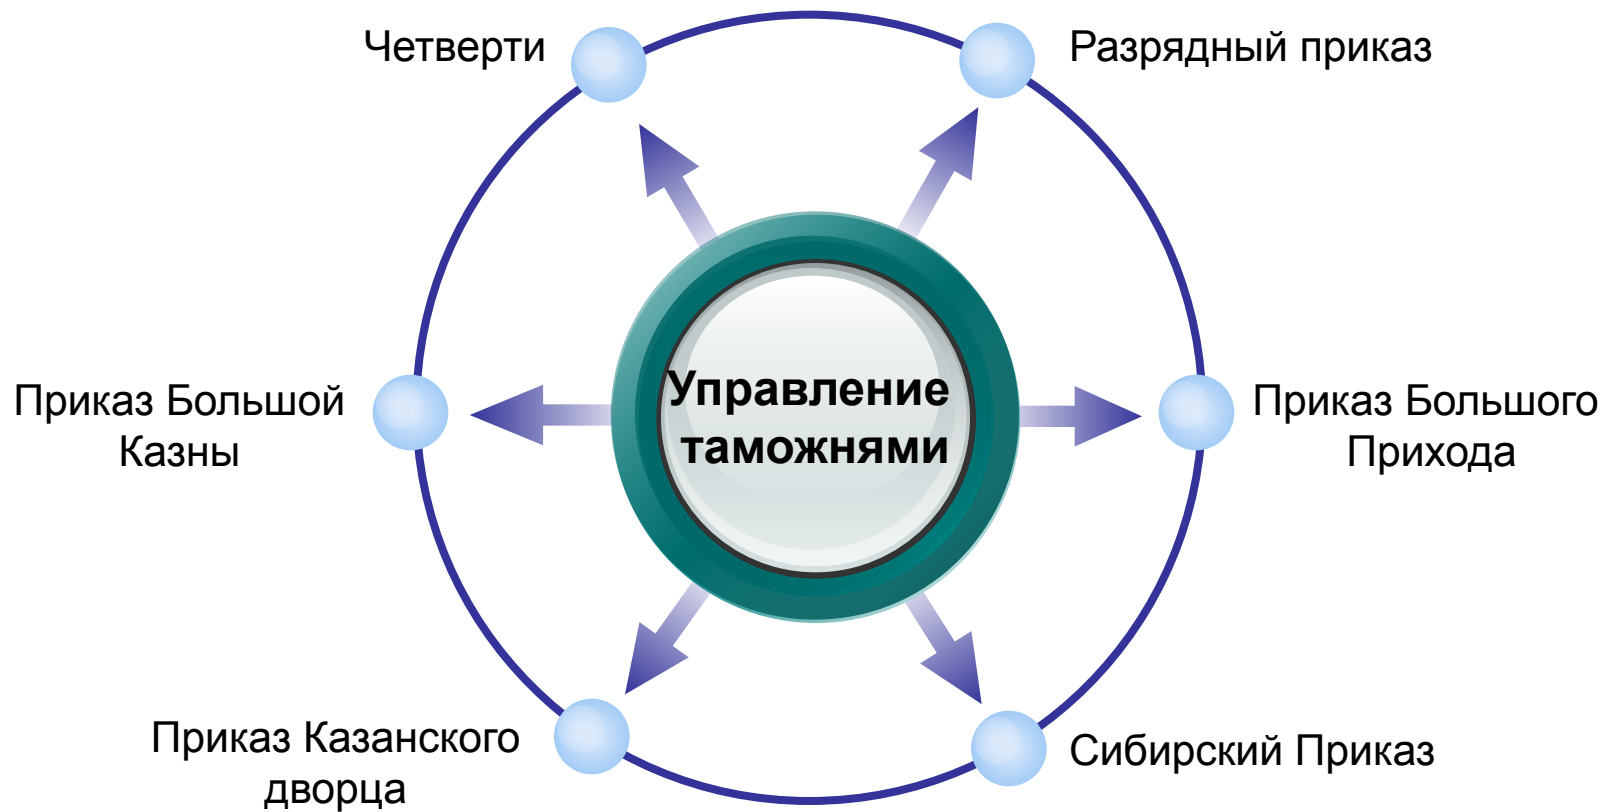 Четверти
Разрядный приказ
Приказ Большой
Казны
Управление
таможнями
Приказ Большого
Прихода
Приказ Казанского
дворца
Сибирский Приказ